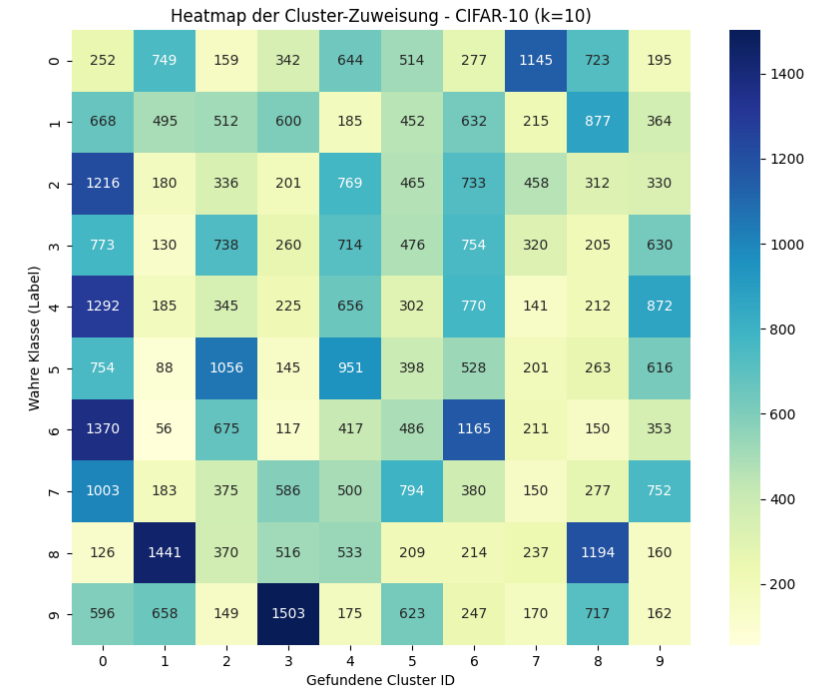 Heatmap der Cluster-Zuweisung - CIFAR-10 (k=10)
Wahre Klasse (Label)
0 252 749 159 342 644 514 277 1145 723 195
1 668 495 512 600 185 452 632 215 877 364
2 1216 180 336 201 769 465 733 458 312 330
3 773 130 738 260 714 476 754 320 205 630
4 1292 185 345 225 656 302 770 141 212 872
5 754 88 1056 145 951 398 528 201 263 616
6 1370 56 675 117 417 486 1165 211 150 353
7 1003 183 375 586 500 794 380 150 277 752
8 126 1441 370 516 533 209 214 237 1194 160
9 596 658 149 1503 175 623 247 170 717 162
0 1 2 3 4 5 6 7 8 9
Gefundene Cluster ID
1400
1200
1000
800
600
400
200